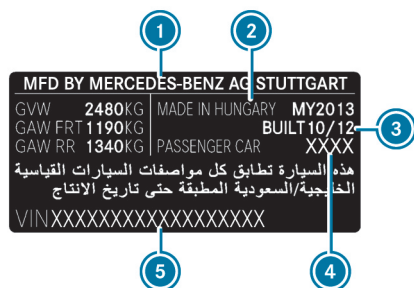 1
2
MFD BY MERCEDES-BENZ AG STUTTGART
GVW 2480KG MADE IN HUNGARY MY2013
GAW FRT 1190KG BUILT 10/12
3
GAW RR 1340KG PASSENGER CAR XXXX
هذه السيارة تطابق كل مواصفات السيارات القياسية
الخليجية/السعودية المطبقة حتى تاريخ الانتاج
VINXXXXXXXXXXXXXXXXX
5
4